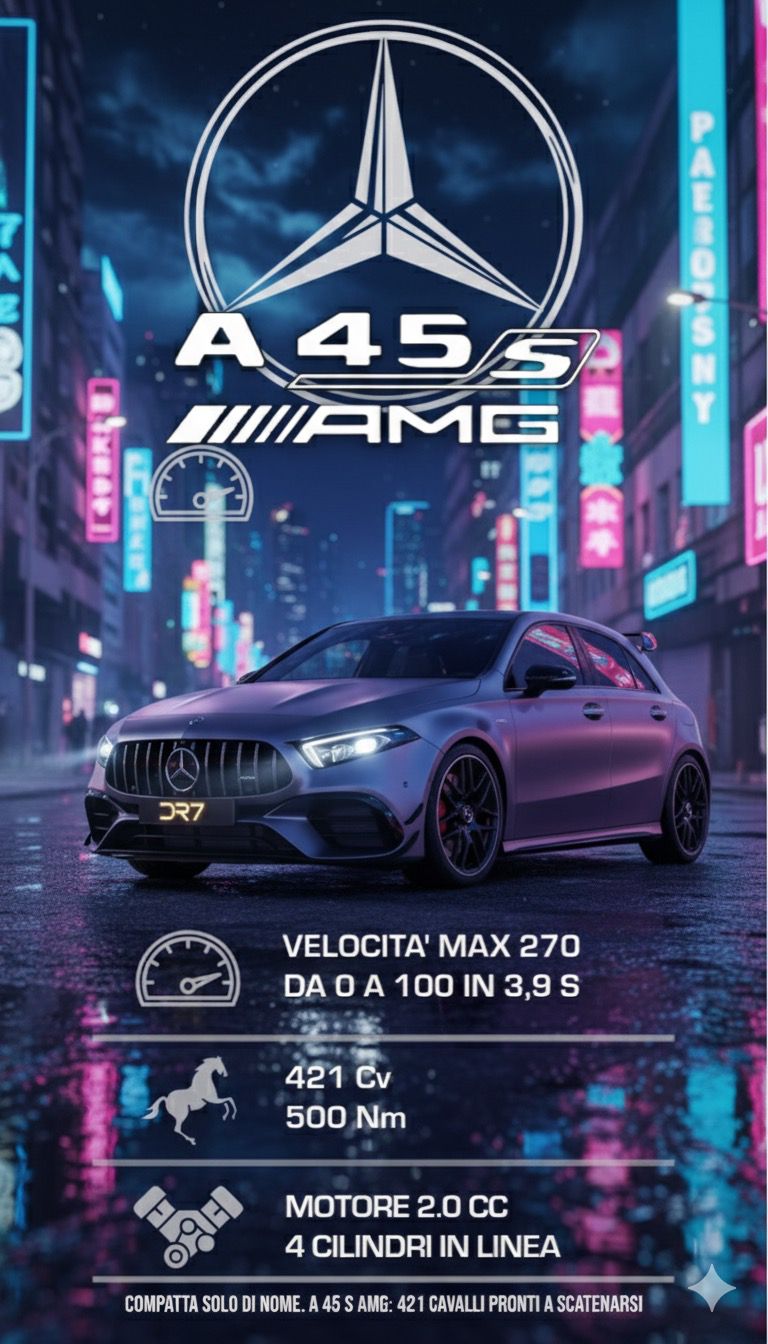 A 45 S
AMG
PAEROUSNY
DR7
VELOCITA' MAX 270
DA 0 A 100 IN 3,9 S
421 Cv
500 Nm
MOTORE 2.0 CC
4 CILINDRI IN LINEA
COMPATTA SOLO DI NOME. A 45 S AMG: 421 CAVALLI PRONTI A SCATENARSI